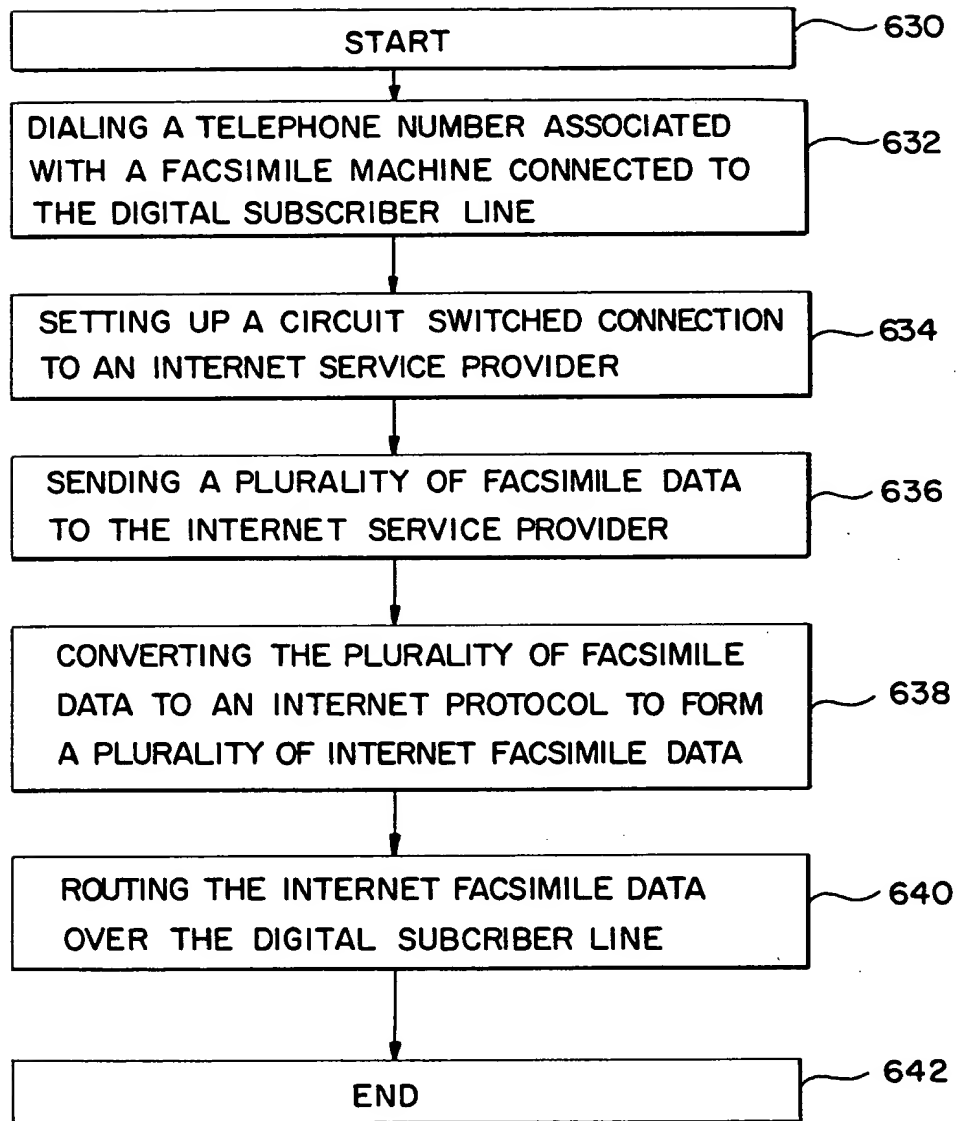 START
630
DIALING A TELEPHONE NUMBER ASSOCIATED
WITH A FACSIMILE MACHINE CONNECTED TO
THE DIGITAL SUBSCRIBER LINE
632
SETTING UP A CIRCUIT SWITCHED CONNECTION
TO AN INTERNET SERVICE PROVIDER
634
SENDING A PLURALITY OF FACSIMILE DATA
TO THE INTERNET SERVICE PROVIDER
636
CONVERTING THE PLURALITY OF FACSIMILE
DATA TO AN INTERNET PROTOCOL TO FORM
A PLURALITY OF INTERNET FACSIMILE DATA
638
ROUTING THE INTERNET FACSIMILE DATA
OVER THE DIGITAL SUBCRIBER LINE
640
END
642